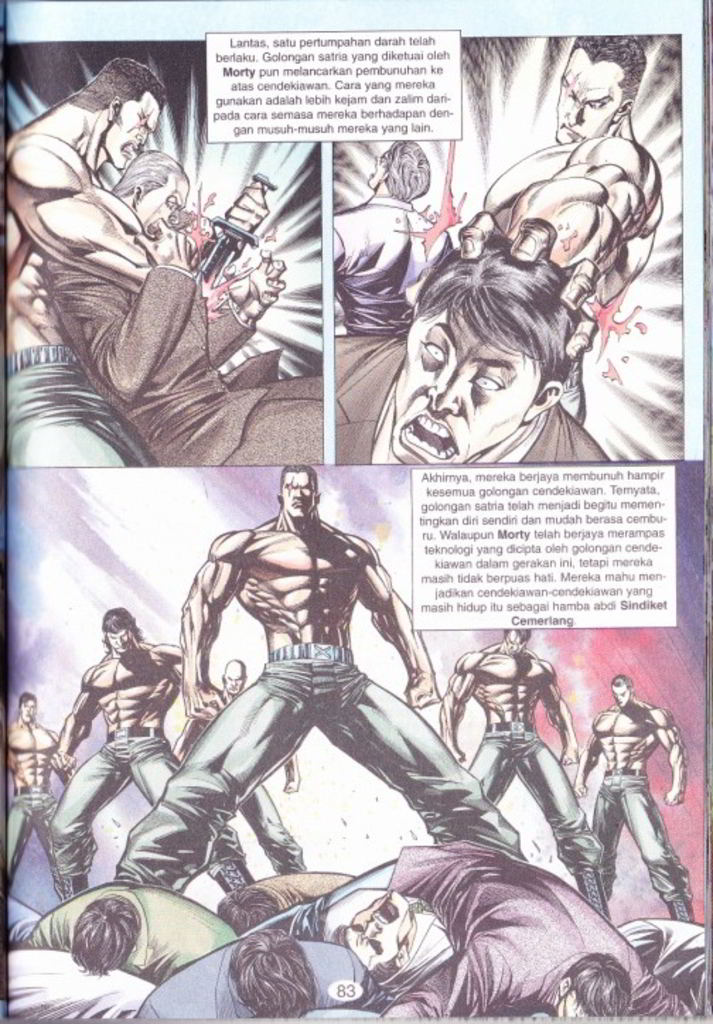 Lantas, satu pertumpahan darah telah
berlaku. Golongan satria yang diketuai oleh
Morty pun melancarkan pembunuhan ke
atas cendekiawan. Cara yang mereka
gunakan adalah lebih kejam dan zalim dari-
pada cara semasa mereka berhadapan den-
gan musuh-musuh mereka yang lain.
Akhirnya, mereka berjaya membunuh hampir
kesemua golongan cendekiawan. Ternyata,
golongan satria telah menjadi begitu memen-
tingkan diri sendiri dan mudah berasa cembu-
ru. Walaupun Morty telah berjaya merampas
teknologi yang dicipta oleh golongan cende-
kiawan dalam gerakan ini, tetapi mereka
masih tidak berpuas hati. Mereka mahu men-
jadikan cendekiawan-cendekiawan yang
masih hidup itu sebagai hamba abdi Sindiket
Cemerlang.
83